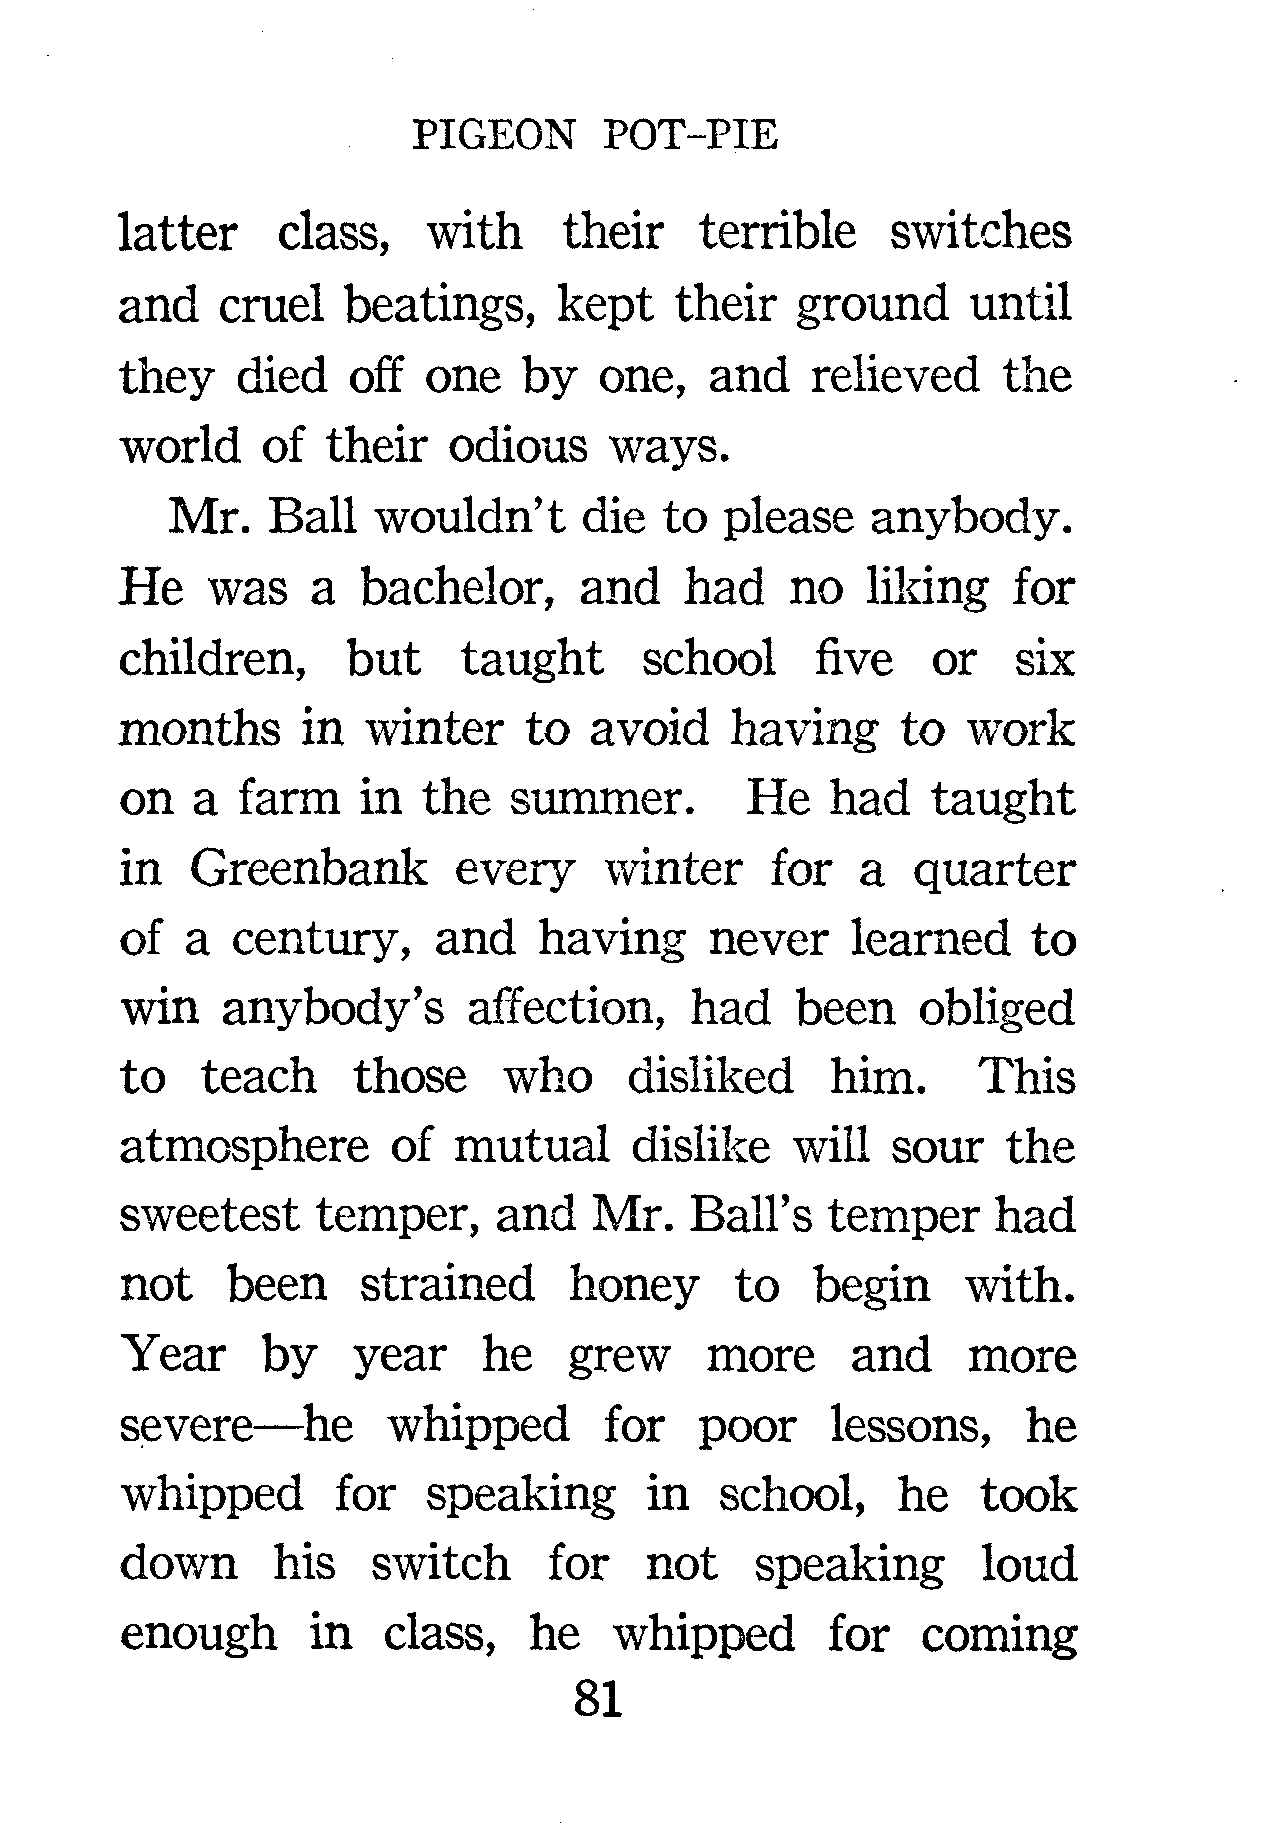 PIGEON POT-PIE
latter class, with their terrible switches
and cruel beatings, kept their ground until
they died off one by one, and relieved the
world of their odious ways.
Mr. Ball wouldn't die to please anybody.
He was a bachelor, and had no liking for
children, but taught school five or six
months in winter to avoid having to work
on a farm in the summer. He had taught
in Greenbank every winter for a quarter
of a century, and having never learned to
win anybody's affection, had been obliged
to teach those who disliked him. This
atmosphere of mutual dislike will sour the
sweetest temper, and Mr. Ball's temper had
not been strained honey to begin with.
Year by year he grew more and more
severe—he whipped for poor lessons, he
whipped for speaking in school, he took
down his switch for not speaking loud
enough in class, he whipped for coming
81